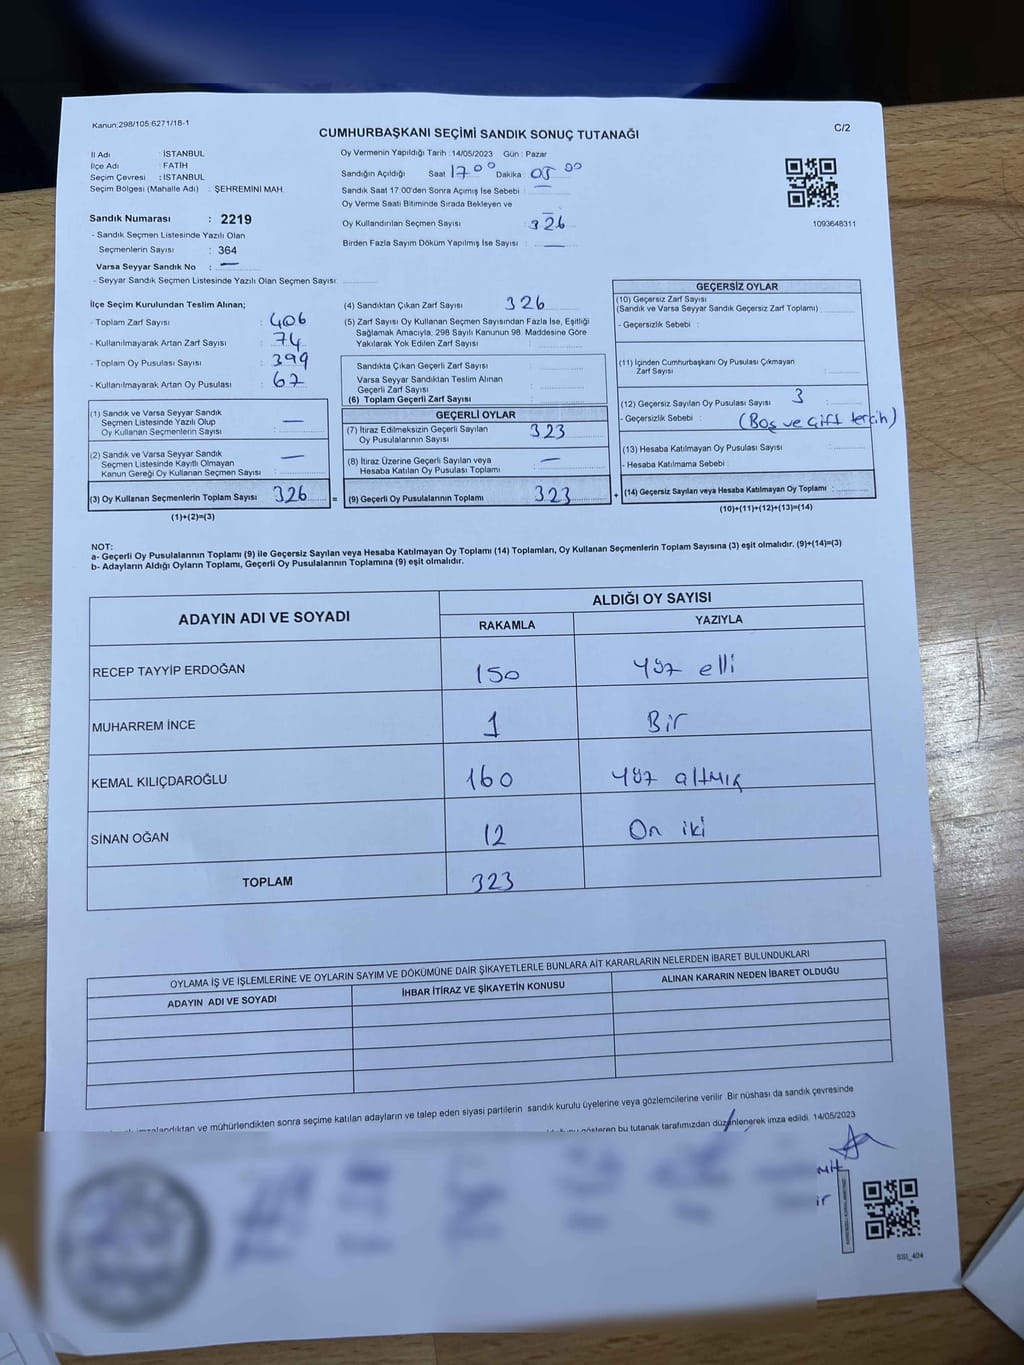 Kanun:298/105,6271/18-1
C/2
CUMHURBAŞKANI SEÇİMİ SANDIK SONUÇ TUTANAĞI
İl Adı : İSTANBUL
İlçe Adı : FATİH
Seçim Çevresi : İSTANBUL
Seçim Bölgesi (Mahalle Adı) : ŞEHREMİNİ MAH.
Sandık Numarası : 2219
- Sandık Seçmen Listesinde Yazılı Olan
Seçmenlerin Sayısı : 364
Varsa Seyyar Sandık No : —
- Seyyar Sandık Seçmen Listesinde Yazılı Olan Seçmen Sayısı:
Oy Vermenin Yapıldığı Tarih : 14/05/2023 Gün : Pazar
Sandığın Açıldığı Saat 17.00 Dakika 05 00
Sandık Saat 17.00'den Sonra Açımış İse Sebebi : —
Oy Verme Saati Bitiminde Sırada Bekleyen ve
Oy Kullandırılan Seçmen Sayısı : 326
Birden Fazla Sayım Döküm Yapılmış İse Sayısı : —
1093648311
İlçe Seçim Kurulundan Teslim Alınan;
- Toplam Zarf Sayısı : 406
- Kullanılmayarak Artan Zarf Sayısı : 74
- Toplam Oy Pusulası Sayısı : 399
- Kullanılmayarak Artan Oy Pusulası : 67
(1) Sandık ve Varsa Seyyar Sandık
Seçmen Listesinde Yazılı Olup
Oy Kullanan Seçmenlerin Sayısı : —
(2) Sandık ve Varsa Seyyar Sandık
Seçmen Listesinde Kayıtlı Olmayan
Kanun Gereği Oy Kullanan Seçmen Sayısı : —
(3) Oy Kullanan Seçmenlerin Toplam Sayısı 326 =
(1)+(2)=(3)
(4) Sandıktan Çıkan Zarf Sayısı 326
(5) Zarf Sayısı Oy Kullanan Seçmen Sayısından Fazla İse, Eşitliği
Sağlamak Amacıyla; 298 Sayılı Kanunun 98. Maddesine Göre
Yakılarak Yok Edilen Zarf Sayısı :
Sandıkta Çıkan Geçerli Zarf Sayısı :
Varsa Seyyar Sandıktan Teslim Alınan
Geçerli Zarf Sayısı :
(6) Toplam Geçerli Zarf Sayısı :
GEÇERLİ OYLAR
(7) İtiraz Edilmeksizin Geçerli Sayılan
Oy Pusulalarının Sayısı : 323
(8) İtiraz Üzerine Geçerli Sayılan veya
Hesaba Katılan Oy Pusulası Toplamı : —
(9) Geçerli Oy Pusulalarının Toplamı : 323 +
GEÇERSİZ OYLAR
(10) Geçersiz Zarf Sayısı
(Sandık ve Varsa Seyyar Sandık Geçersiz Zarf Toplamı) :
- Geçersizlik Sebebi :
(11) İçinden Cumhurbaşkanı Oy Pusulası Çıkmayan
Zarf Sayısı :
(12) Geçersiz Sayılan Oy Pusulası Sayısı : 3
- Geçersizlik Sebebi : (Boş ve Çift tercih)
(13) Hesaba Katılmayan Oy Pusulası Sayısı :
- Hesaba Katılmama Sebebi :
(14) Geçersiz Sayılan veya Hesaba Katılmayan Oy Toplamı :
(10)+(11)+(12)+(13)=(14)
NOT:
a- Geçerli Oy Pusulalarının Toplamı (9) ile Geçersiz Sayılan veya Hesaba Katılmayan Oy Toplamı (14) Toplamları, Oy Kullanan Seçmenlerin Toplam Sayısına (3) eşit olmalıdır. (9)+(14)=(3)
b- Adayların Aldığı Oyların Toplamı, Geçerli Oy Pusulalarının Toplamına (9) eşit olmalıdır.
ADAYIN ADI VE SOYADI
ALDIĞI OY SAYISI
RAKAMLA YAZIYLA
RECEP TAYYİP ERDOĞAN 150 Yüz elli
MUHARREM İNCE 1 Bir
KEMAL KILIÇDAROĞLU 160 Yüz altmış
SİNAN OĞAN 12 On iki
TOPLAM 323
OYLAMA İŞ VE İŞLEMLERİNE VE OYLARIN SAYIM VE DÖKÜMÜNE DAİR ŞİKAYETLERLE BUNLARA AİT KARARLARIN NELERDEN İBARET BULUNDUKLARI
ADAYIN ADI VE SOYADI İHBAR İTİRAZ VE ŞİKAYETİN KONUSU ALINAN KARARIN NEDEN İBARET OLDUĞU
imzalandıktan ve mühürlendikten sonra seçime katılan adayların ve talep eden siyasi partilerin sandık kurulu üyelerine veya gözlemcilerine verilir Bir nüshası da sandık çevresinde
gösteren bu tutanak tarafımızdan düzenlenerek imza edildi. 14/05/2023
SSI_404